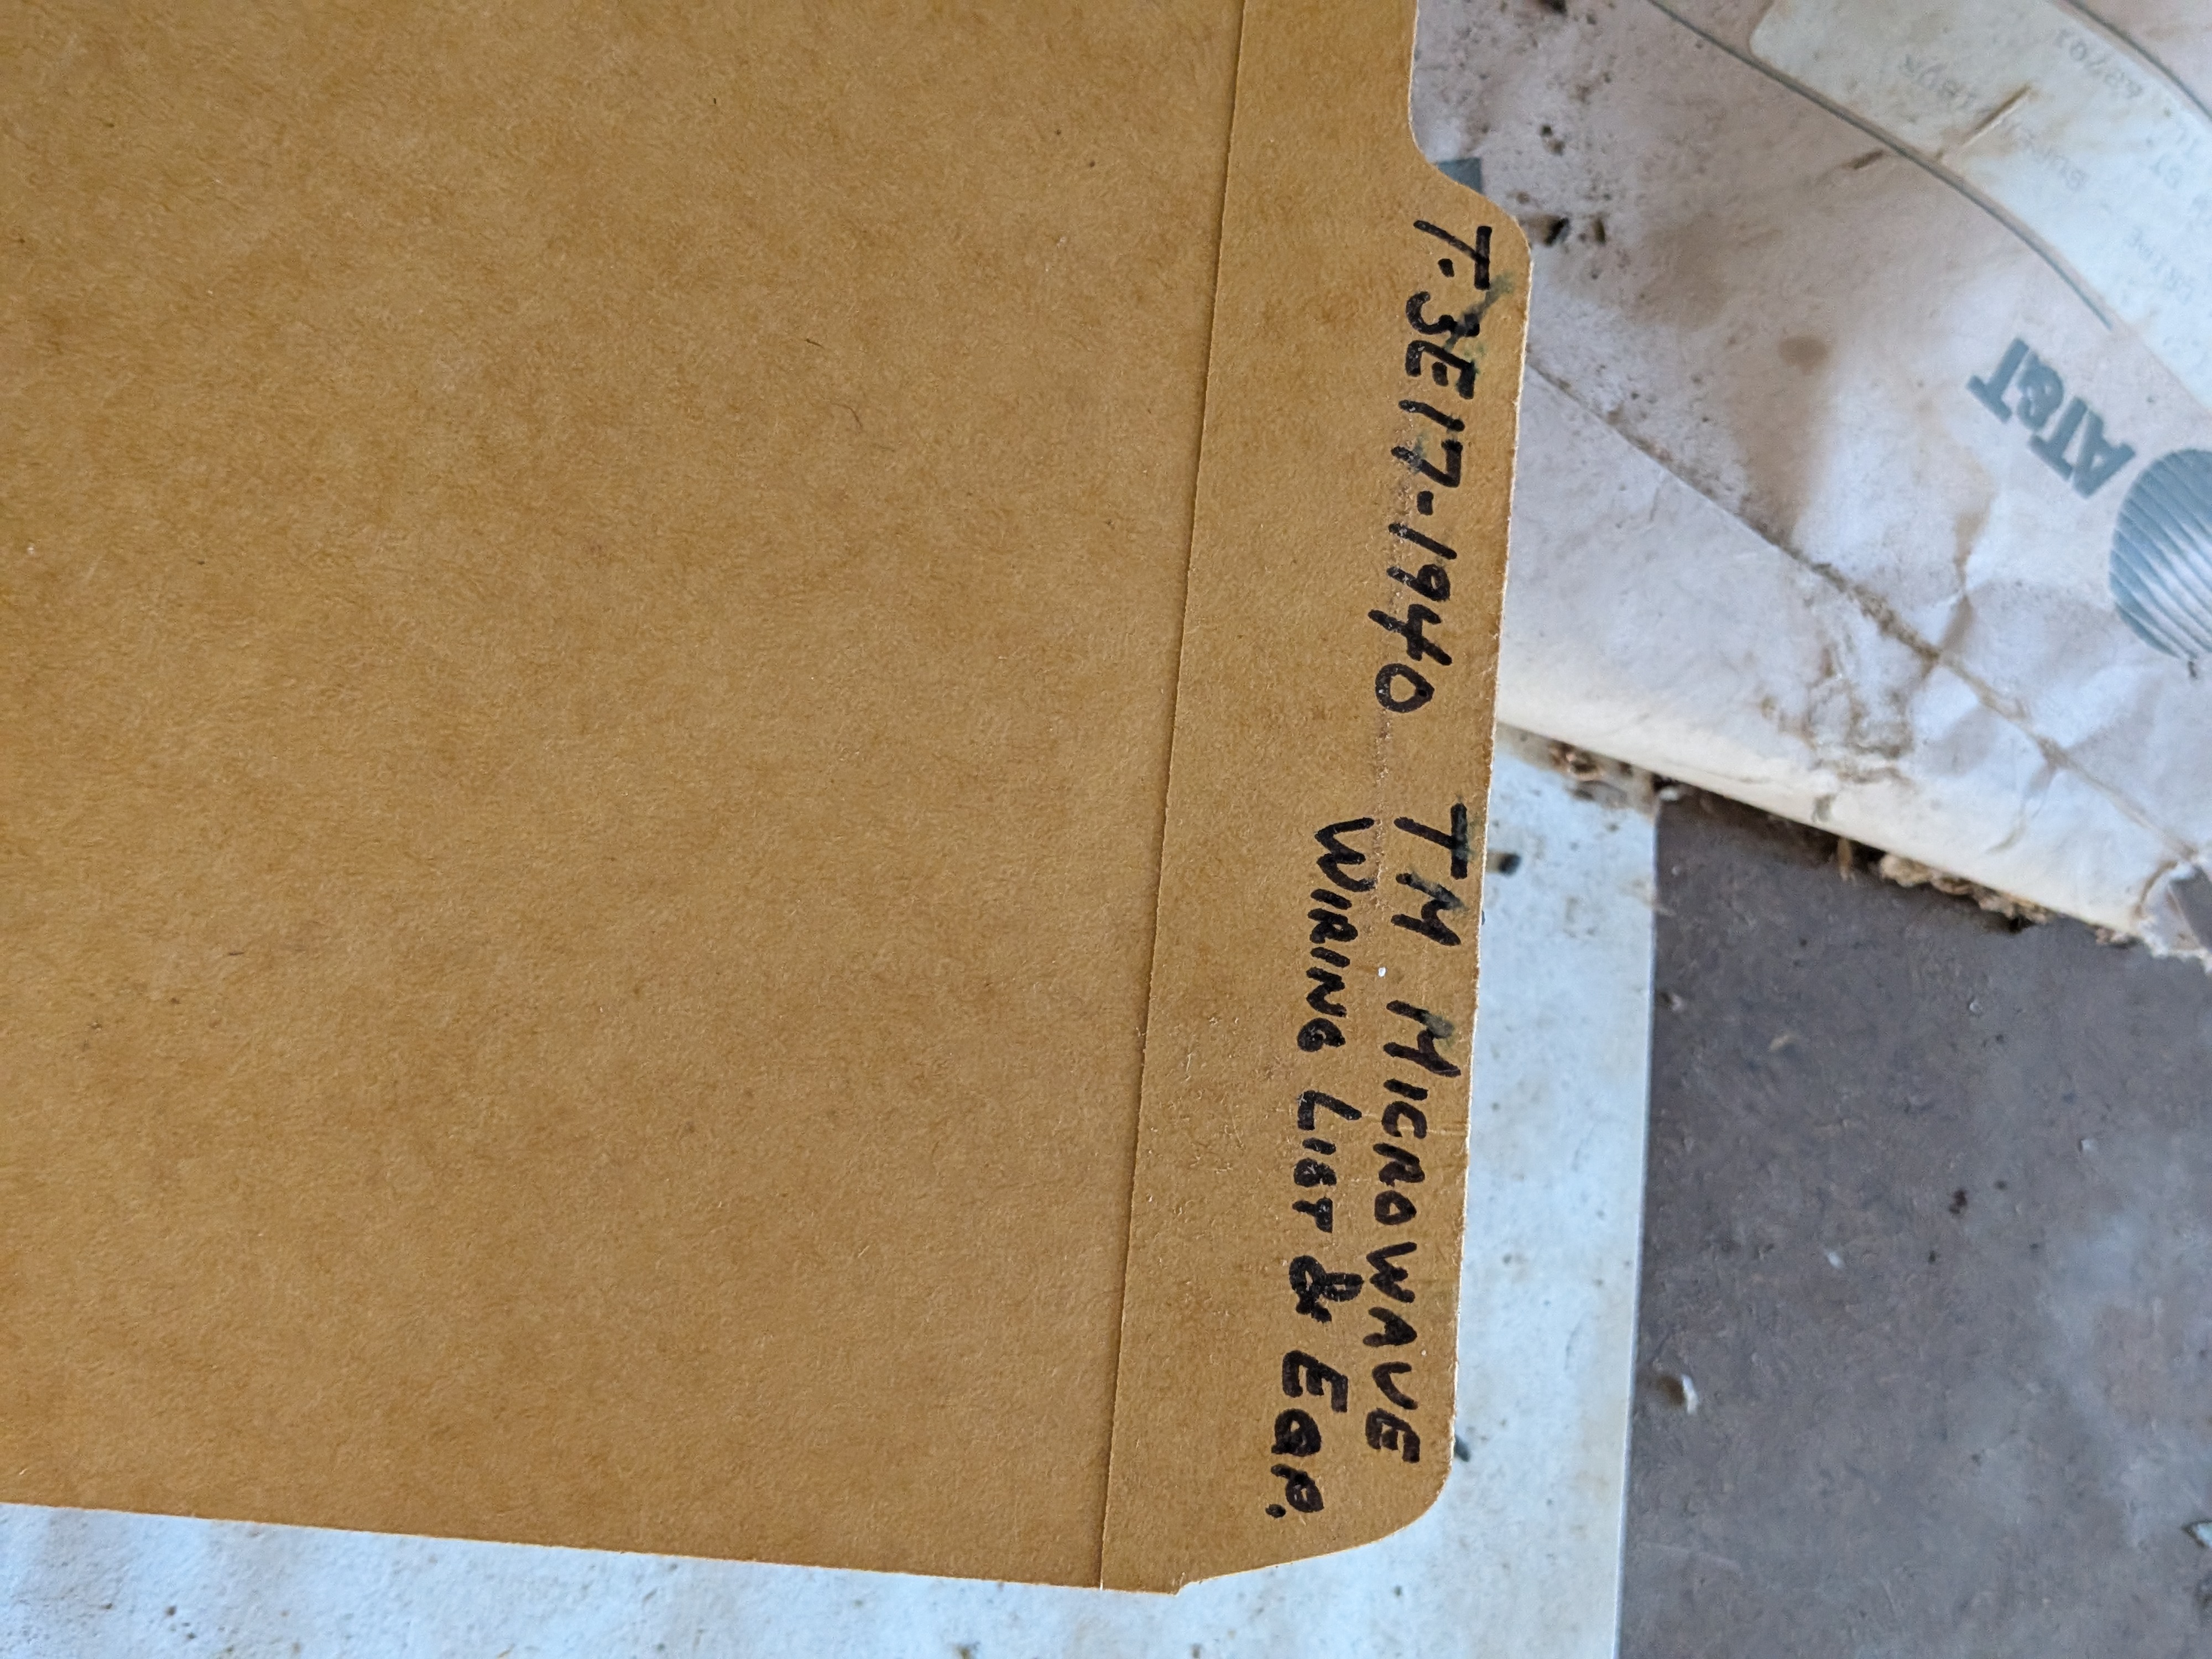 T-3E17-1940 TM MICROWAVE
WIRING LIST & EQP.
AT&T